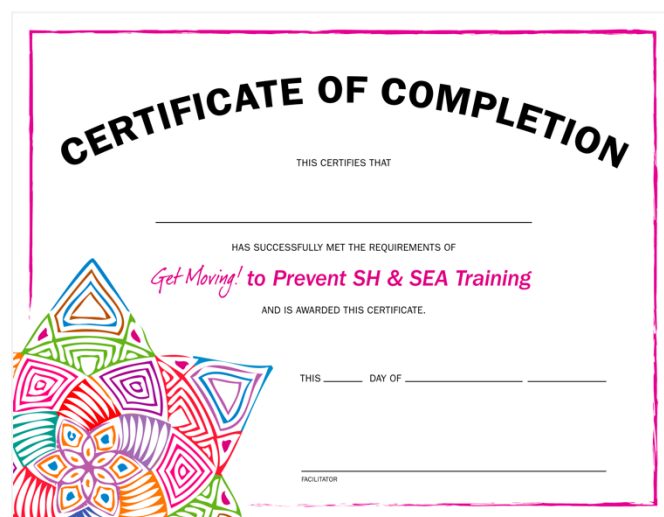 CERTIFICATE OF COMPLETION
THIS CERTIFIES THAT
HAS SUCCESSFULLY MET THE REQUIREMENTS OF
Get Moving! to Prevent SH & SEA Training
AND IS AWARDED THIS CERTIFICATE.
THIS DAY OF
FACILITATOR